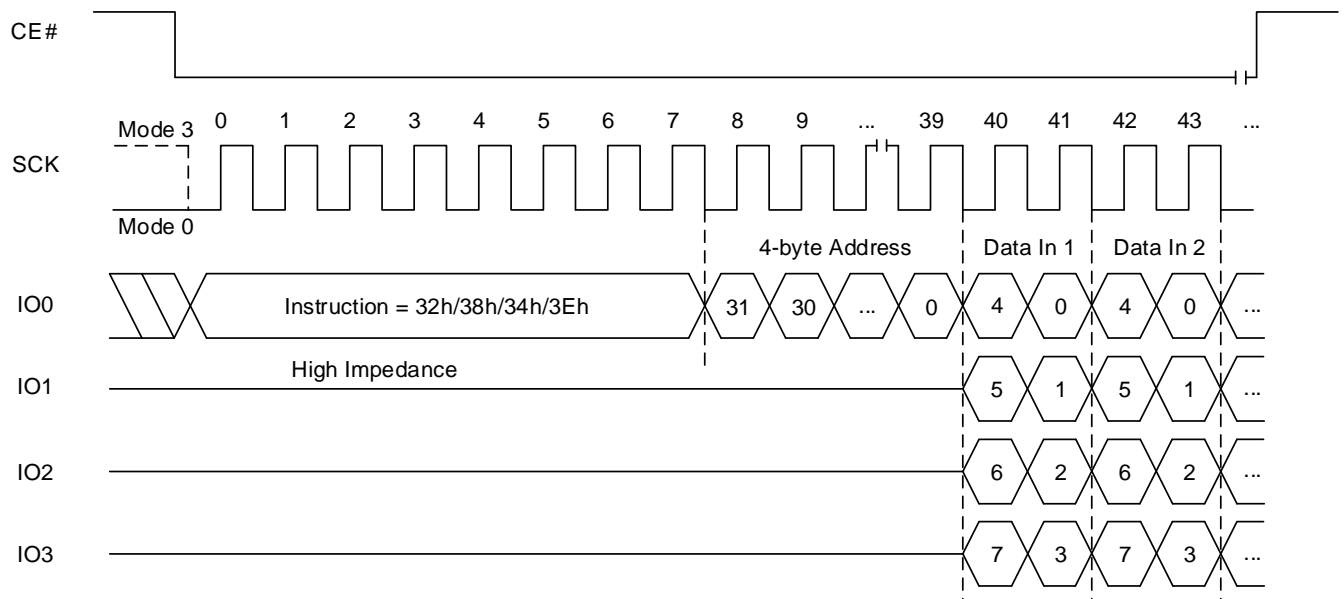 CE#
Mode 3 0 1 2 3 4 5 6 7 8 9 ... 39 40 41 42 43 ...
SCK
Mode 0
4-byte Address Data In 1 Data In 2
IO0 Instruction = 32h/38h/34h/3Eh 31 30 ... 0 4 0 4 0 ...
High Impedance
IO1 5 1 5 1 ...
IO2 6 2 6 2 ...
IO3 7 3 7 3 ...